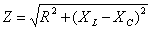 Z = √(R² + (X_L − X_C)²)